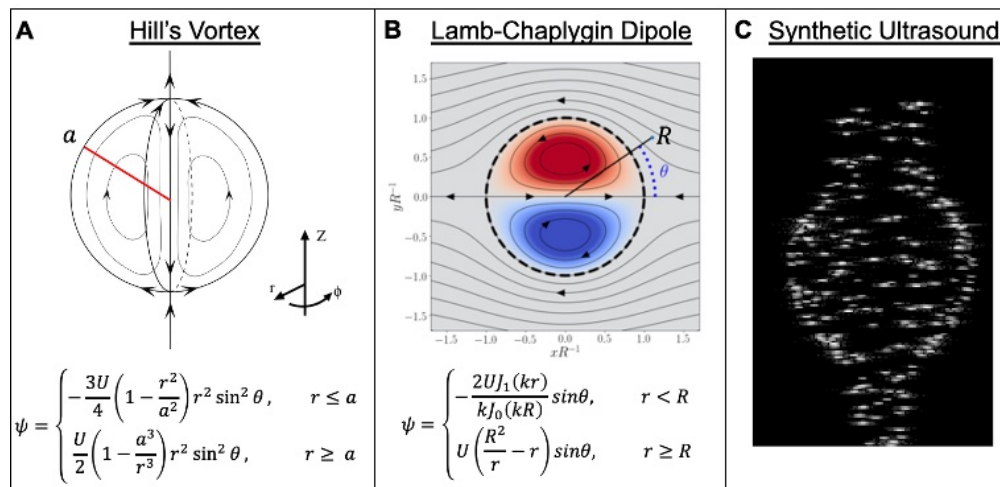 A Hill's Vortex
a
Z
r
ϕ
ψ = { -3U/4 (1 - r²/a²) r² sin² θ, r ≤ a
U/2 (1 - a³/r³) r² sin² θ, r ≥ a
B Lamb-Chaplygin Dipole
1.5
1.0
0.5
0.0
-0.5
-1.0
-1.5
yR⁻¹
R
θ
-1.5 -1.0 -0.5 0.0 0.5 1.0 1.5
xR⁻¹
ψ = { -2UJ₁(kr)/kJ₀(kR) sinθ, r < R
U (R²/r - r) sinθ, r ≥ R
C Synthetic Ultrasound